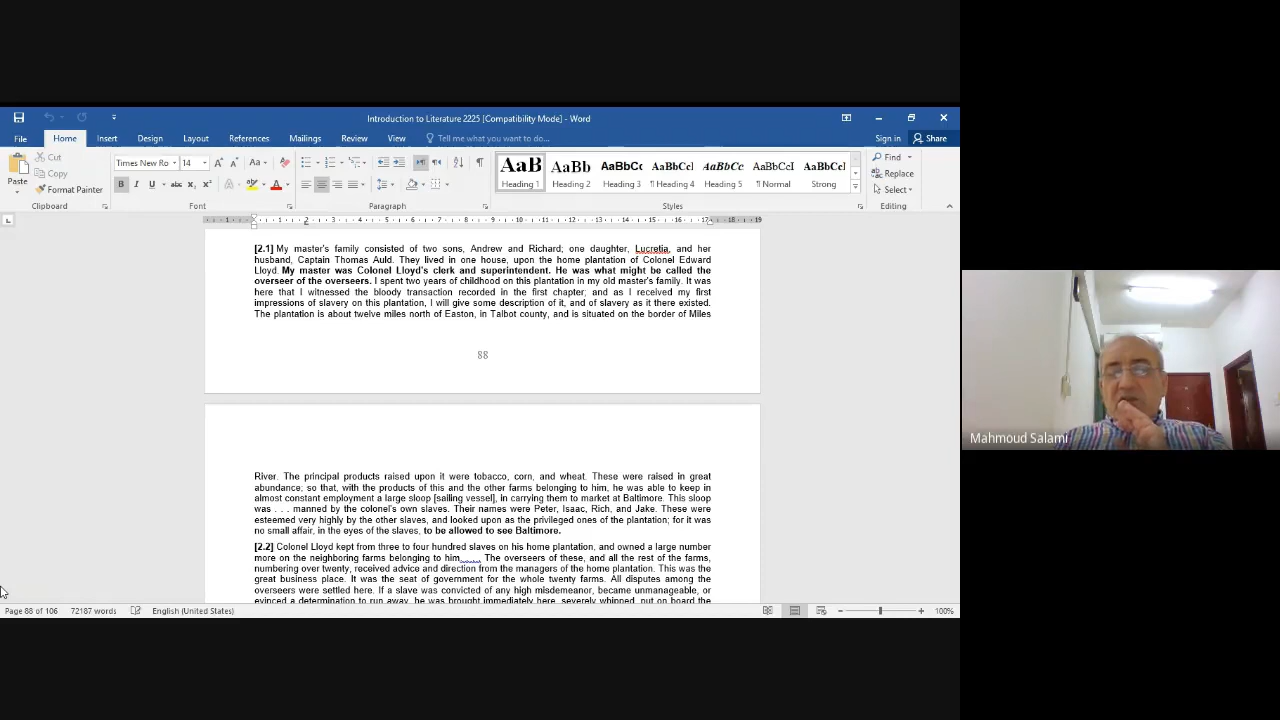 Introduction to Literature 2225 [Compatibility Mode] - Word
Sign in Share
File Home Insert Design Layout References Mailings Review View Tell me what you want to do...
Paste Cut Copy Format Painter
Times New Ro 14 Aa
B I U abc
AaB AaBb AaBbCc AaBbCcI AaBbCc AaBbCcI AaBbCcl
Heading 1 Heading 2 Heading 3 ¶ Heading 4 Heading 5 ¶ Normal Strong
Find Replace Select
Clipboard Font Paragraph Styles Editing
[2.1] My master's family consisted of two sons, Andrew and Richard; one daughter, Lucretia, and her
husband, Captain Thomas Auld. They lived in one house, upon the home plantation of Colonel Edward
Lloyd. My master was Colonel Lloyd's clerk and superintendent. He was what might be called the
overseer of the overseers. I spent two years of childhood on this plantation in my old master's family. It was
here that I witnessed the bloody transaction recorded in the first chapter; and as I received my first
impressions of slavery on this plantation, I will give some description of it, and of slavery as it there existed.
The plantation is about twelve miles north of Easton, in Talbot county, and is situated on the border of Miles
88
River. The principal products raised upon it were tobacco, corn, and wheat. These were raised in great
abundance; so that, with the products of this and the other farms belonging to him, he was able to keep in
almost constant employment a large sloop [sailing vessel], in carrying them to market at Baltimore. This sloop
was . . . manned by the colonel's own slaves. Their names were Peter, Isaac, Rich, and Jake. These were
esteemed very highly by the other slaves, and looked upon as the privileged ones of the plantation; for it was
no small affair, in the eyes of the slaves, to be allowed to see Baltimore.
[2.2] Colonel Lloyd kept from three to four hundred slaves on his home plantation, and owned a large number
more on the neighboring farms belonging to him. .... The overseers of these, and all the rest of the farms,
numbering over twenty, received advice and direction from the managers of the home plantation. This was the
great business place. It was the seat of government for the whole twenty farms. All disputes among the
overseers were settled here. If a slave was convicted of any high misdemeanor, became unmanageable, or
evinced a determination to run away, he was brought immediately here, severely whipped, put on board the
Page 88 of 106 72187 words English (United States) 100%
Mahmoud Salami